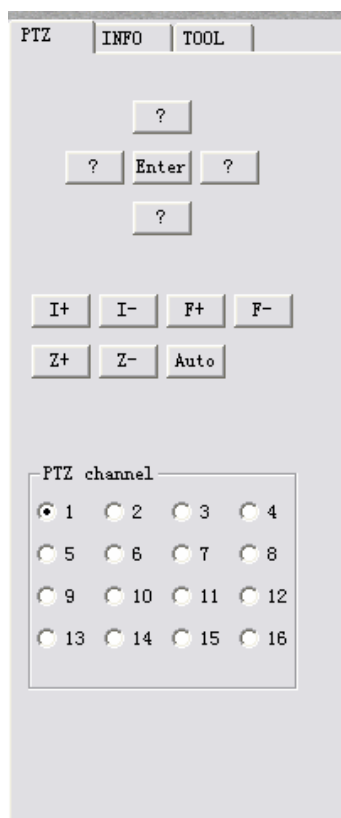 PTZ INFO TOOL
?
? Enter ?
?
I+ I- F+ F-
Z+ Z- Auto
PTZ channel
1 2 3 4
5 6 7 8
9 10 11 12
13 14 15 16